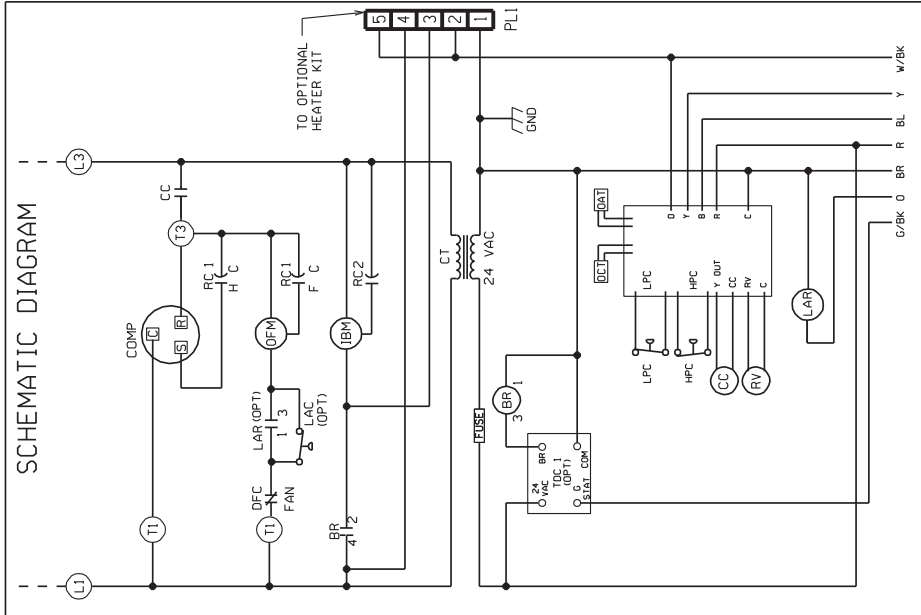 SCHEMATIC DIAGRAM
L1
L3
T1
COMP
C
S
R
T3
CC
RC 1
H C
T1
DFC
FAN
LAR(OPT)
1 3
LAC
(OPT)
OFM
RC1
F C
BR
4 2
IBM
RC2
TO OPTIONAL
HEATER KIT
5
4
3
2
1
PL1
CT
24 VAC
GND
FUSE
BR
3
1
24
VAC
BR
TDC 1
(OPT)
G
STAT COM
OCT
OAT
LPC
HPC
Y OUT
CC
RV
C
O
Y
B
R
C
LPC
HPC
CC
RV
LAR
W/BK
Y
BL
R
BR
O
G/BK